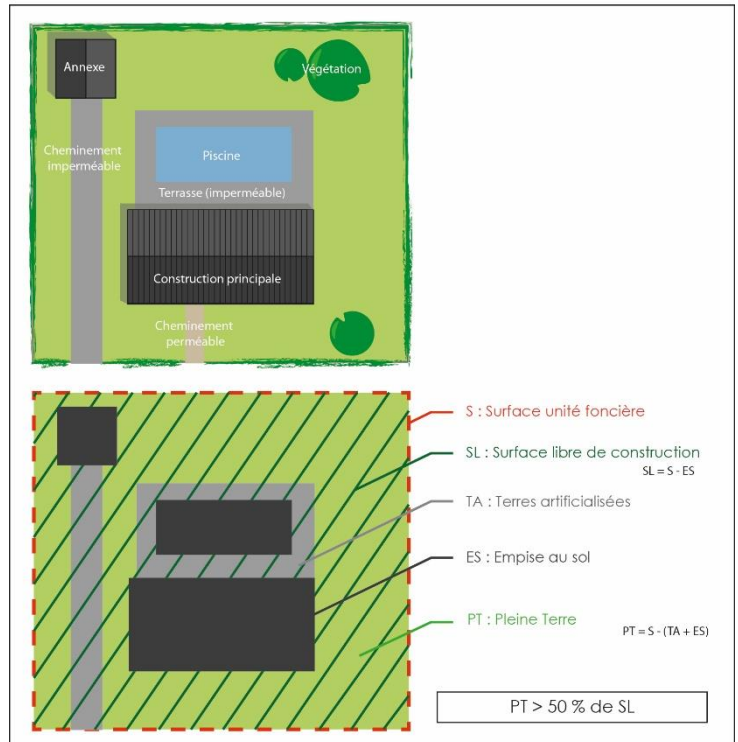 Annexe
Végétation
Cheminement
imperméable
Piscine
Terrasse (imperméable)
Construction principale
Cheminement
perméable
S : Surface unité foncière
SL : Surface libre de construction
SL = S - ES
TA : Terres artificialisées
ES : Empise au sol
PT : Pleine Terre
PT = S - (TA + ES)
PT > 50 % de SL